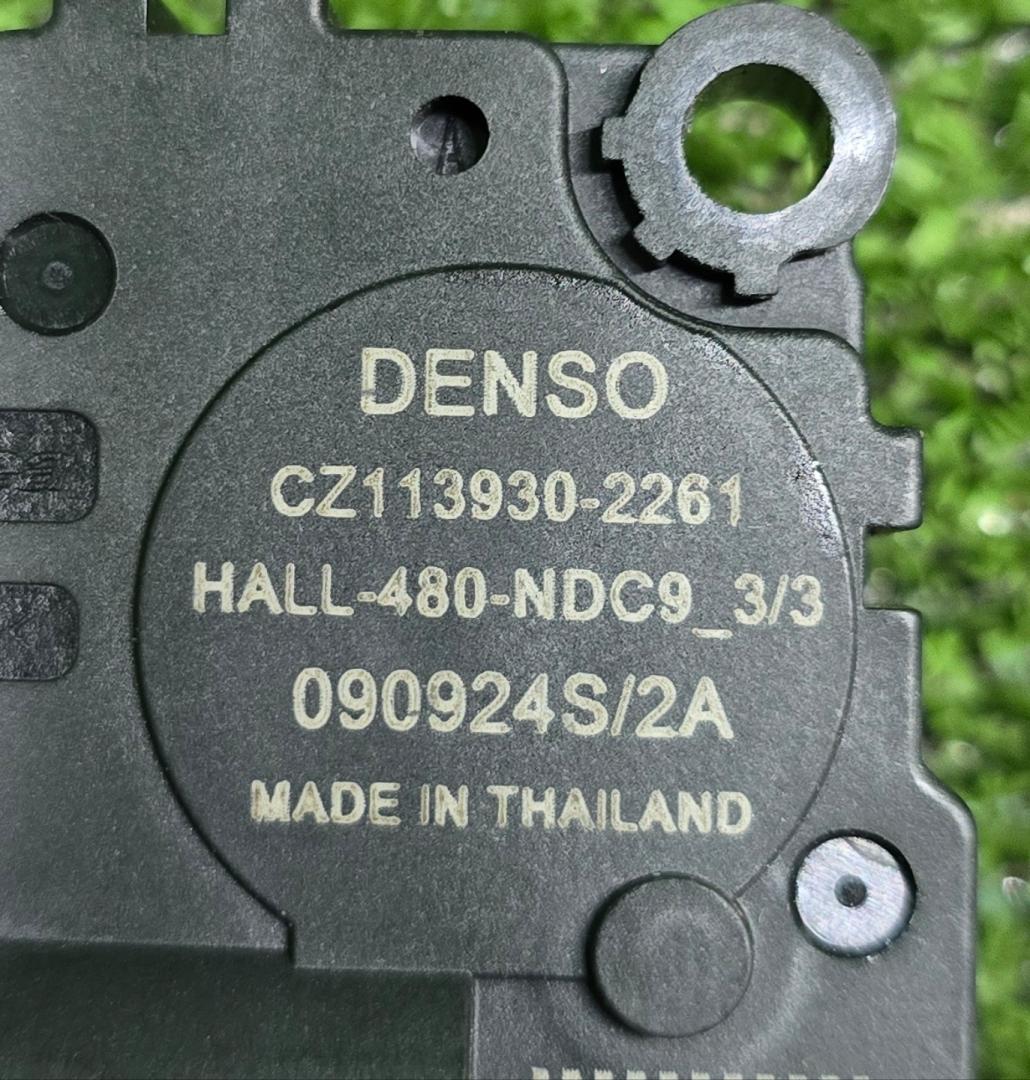 DENSO
CZ113930-2261
HALL-480-NDC9_3/3
090924S/2A
MADE IN THAILAND